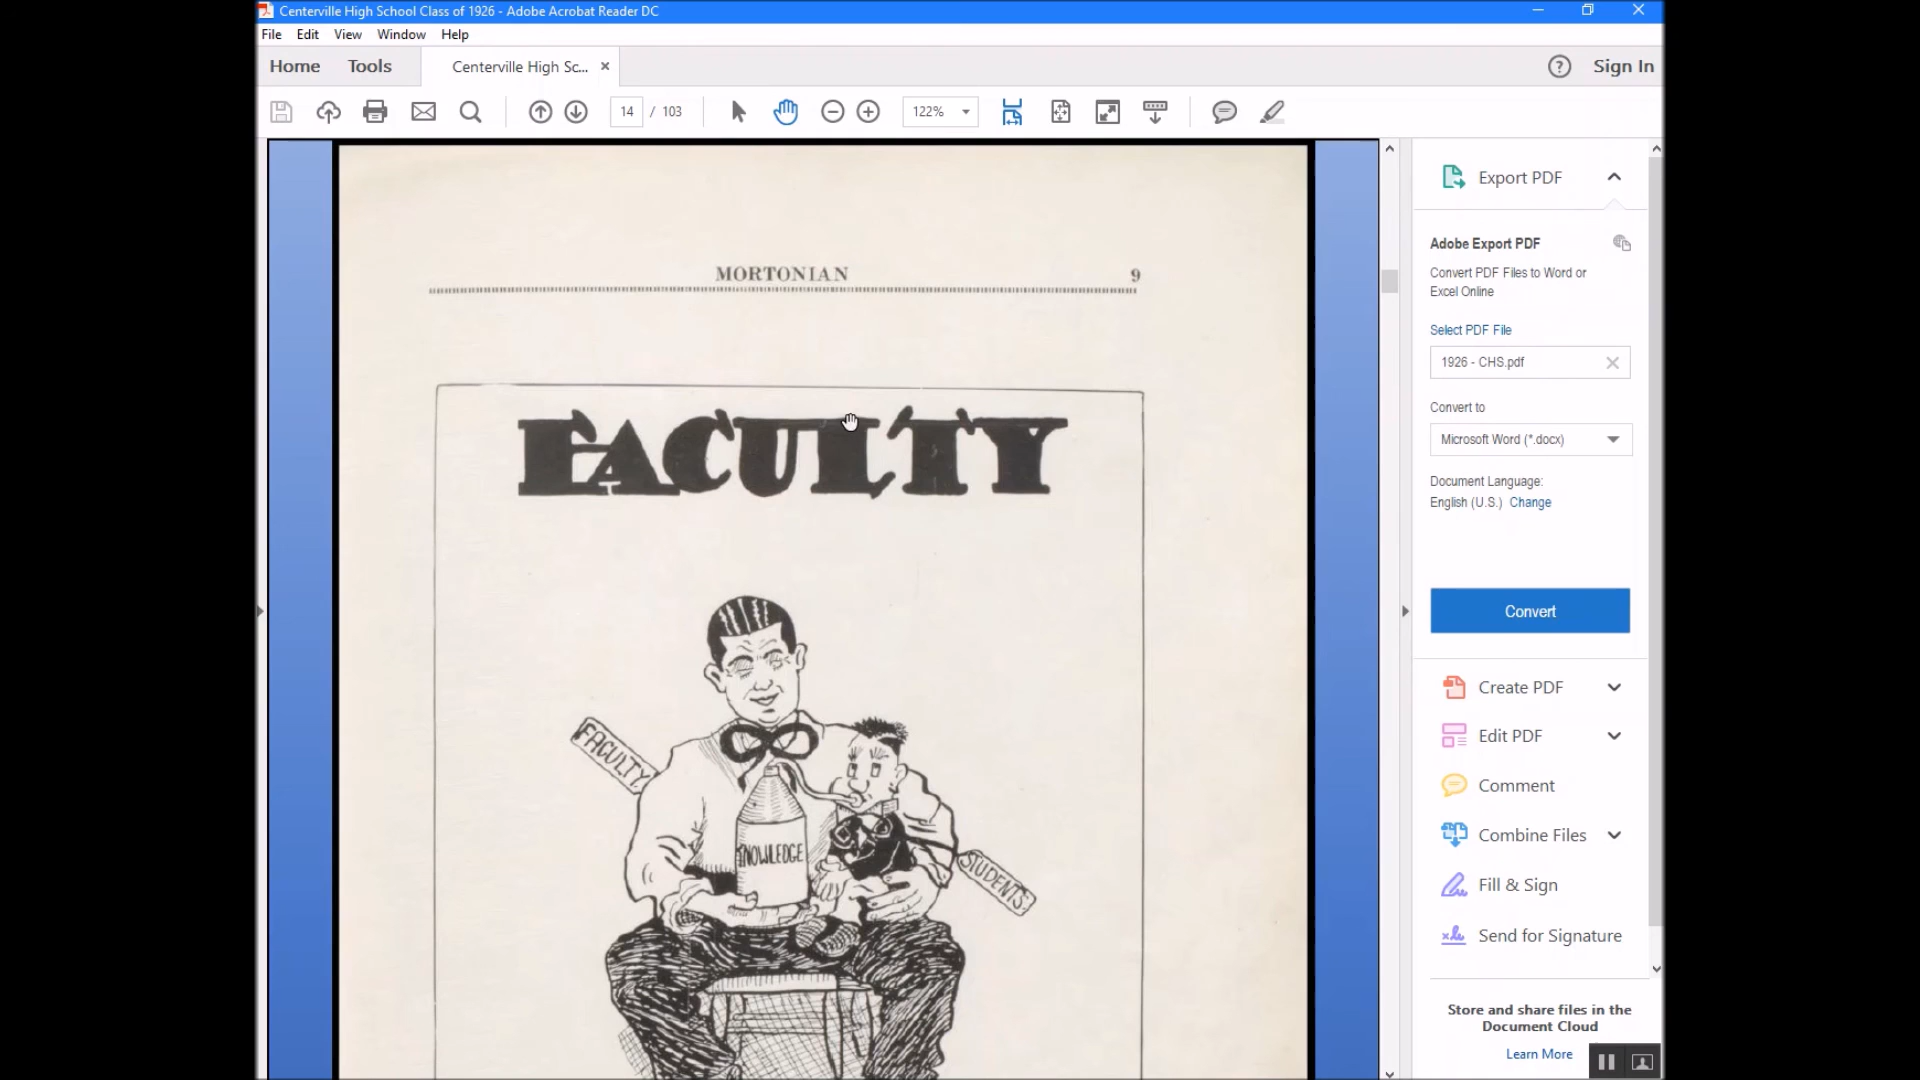 Centerville High School Class of 1926 - Adobe Acrobat Reader DC
File Edit View Window Help
Home Tools Centerville High Sc... × ? Sign In
14 / 103 122%
MORTONIAN 9
FACULTY
FACULTY
KNOWLEDGE
STUDENTS
Export PDF
Adobe Export PDF
Convert PDF Files to Word or
Excel Online
Select PDF File
1926 - CHS.pdf
Convert to
Microsoft Word (*.docx)
Document Language:
English (U.S.) Change
Convert
Create PDF
Edit PDF
Comment
Combine Files
Fill & Sign
Send for Signature
Store and share files in the
Document Cloud
Learn More